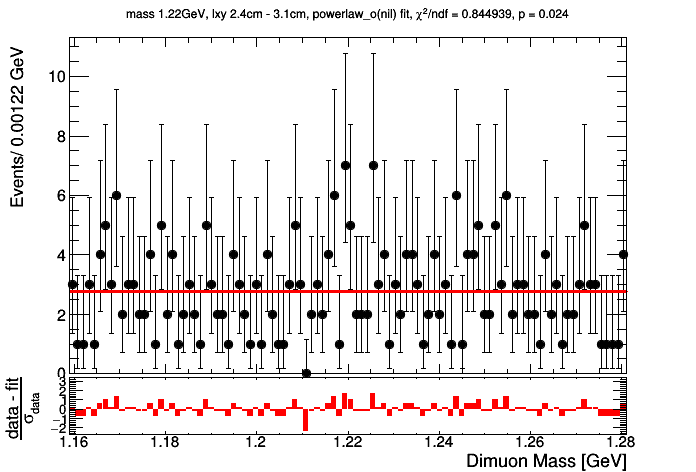 mass 1.22GeV, lxy 2.4cm - 3.1cm, powerlaw_o(nil) fit, χ²/ndf = 0.844939, p = 0.024
Events/ 0.00122 GeV
10
8
6
4
2
0
data - fit
σdata
3
2
1
0
−1
−2
1.16 1.18 1.2 1.22 1.24 1.26 1.28
Dimuon Mass [GeV]